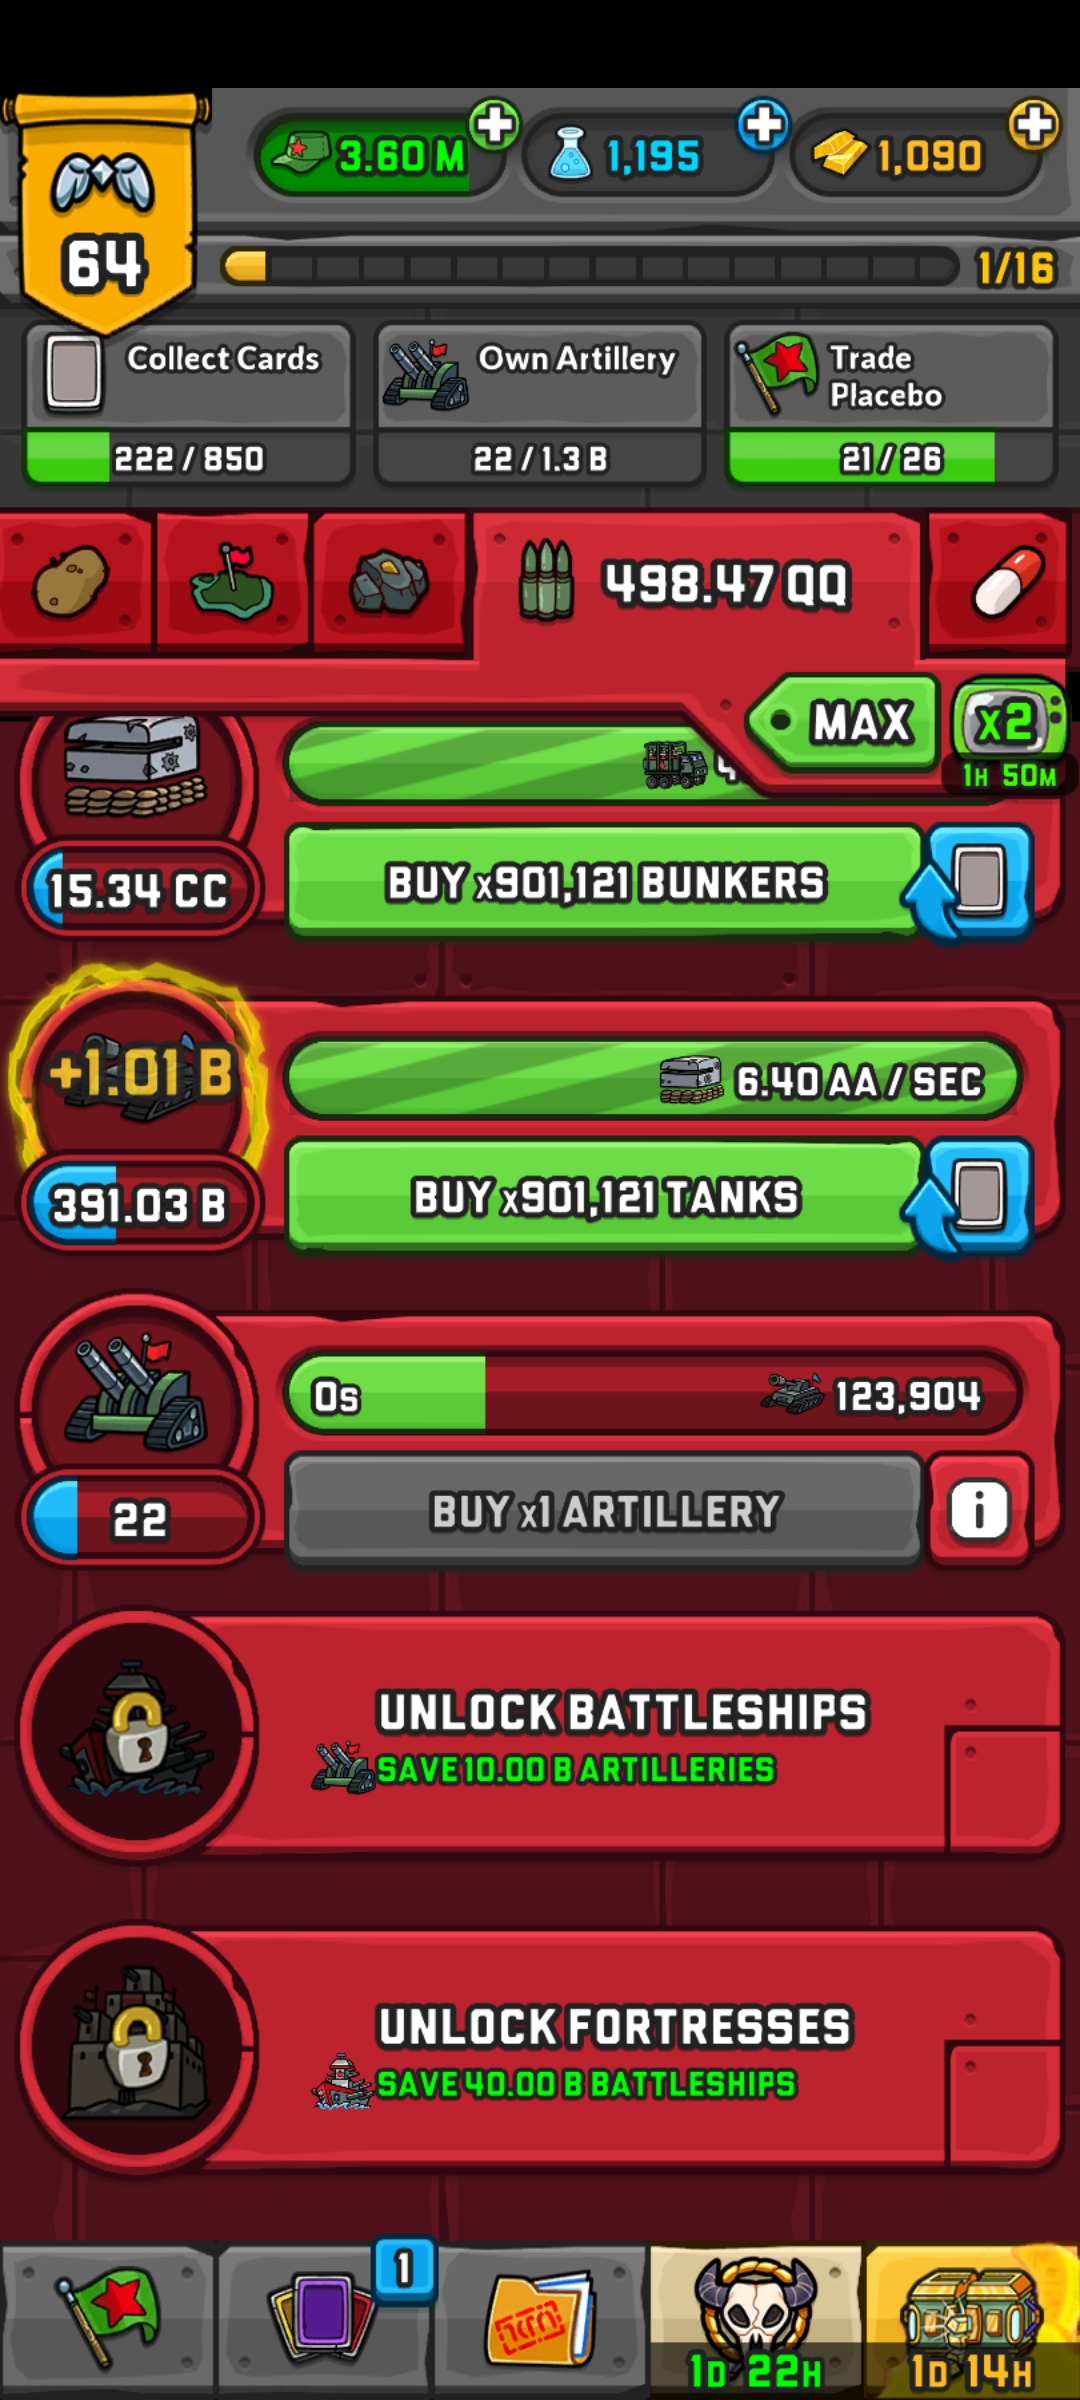 3.60 M
1,195
1,090
64
1/16
Collect Cards
222 / 850
Own Artillery
22 / 1.3 B
Trade
Placebo
21 / 26
498.47 QQ
MAX
x2
1H 50M
15.34 CC
BUY x901,121 BUNKERS
+1.01 B
6.40 AA / SEC
391.03 B
BUY x901,121 TANKS
0s
123,904
22
BUY x1 ARTILLERY
i
UNLOCK BATTLESHIPS
SAVE 10.00 B ARTILLERIES
UNLOCK FORTRESSES
SAVE 40.00 B BATTLESHIPS
1
1D 22H
1D 14H